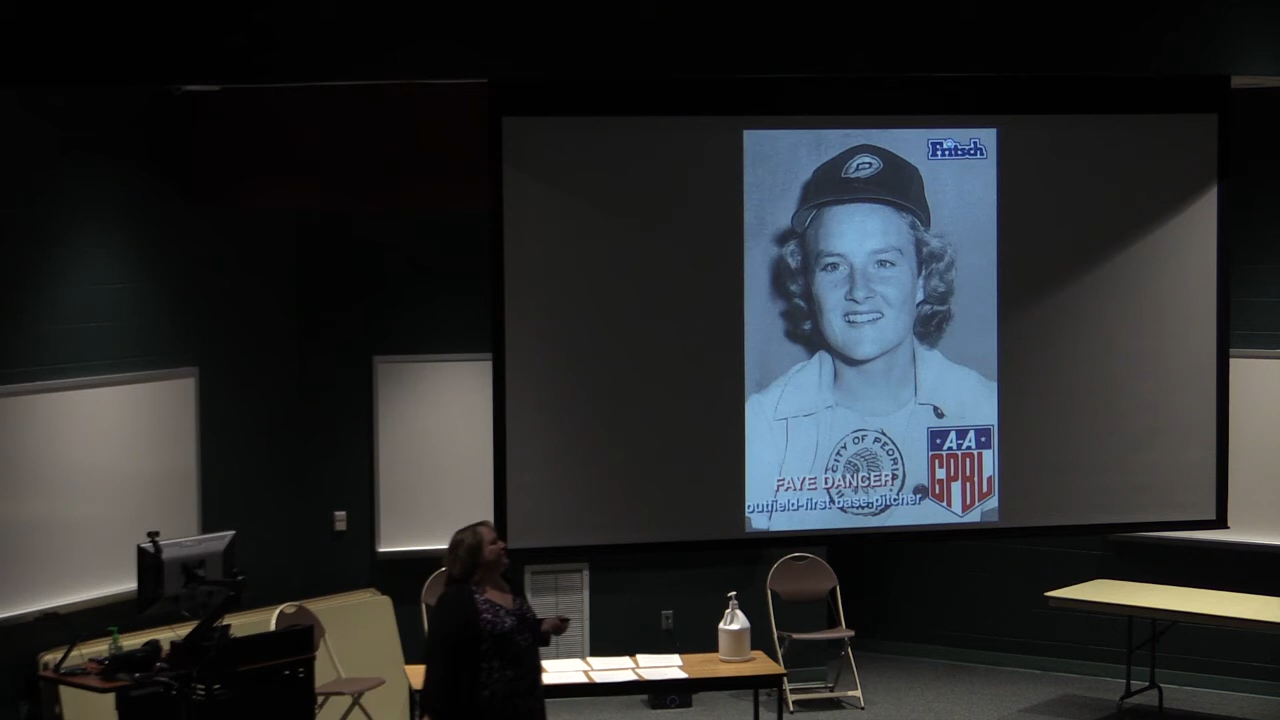 Fritsch
P
CITY OF PEORIA
A-A
GPBL
FAYE DANCER
outfield-first base-pitcher